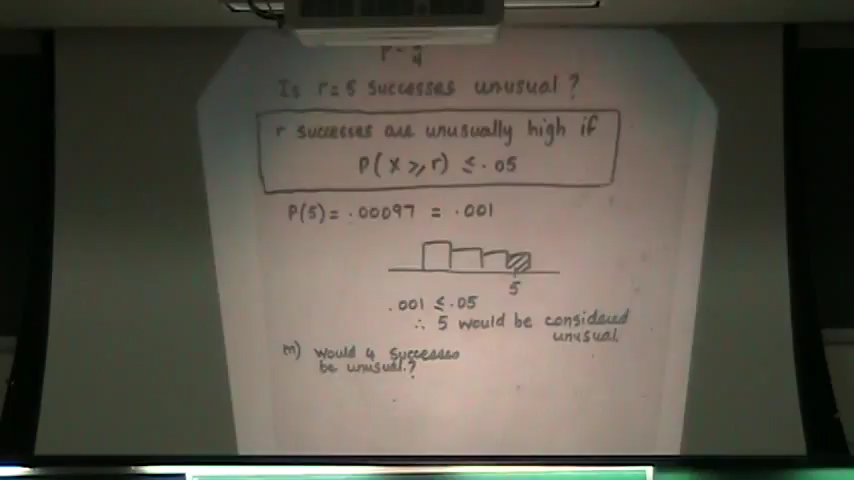 Is r=5 successes unusual?
r successes are unusually high if
P(x ⩾ r) ≤ .05
P(5) = .00097 = .001
5
.001 ≤ .05
∴ 5 would be considered
unusual
m) would 4 successes
be unusual.?